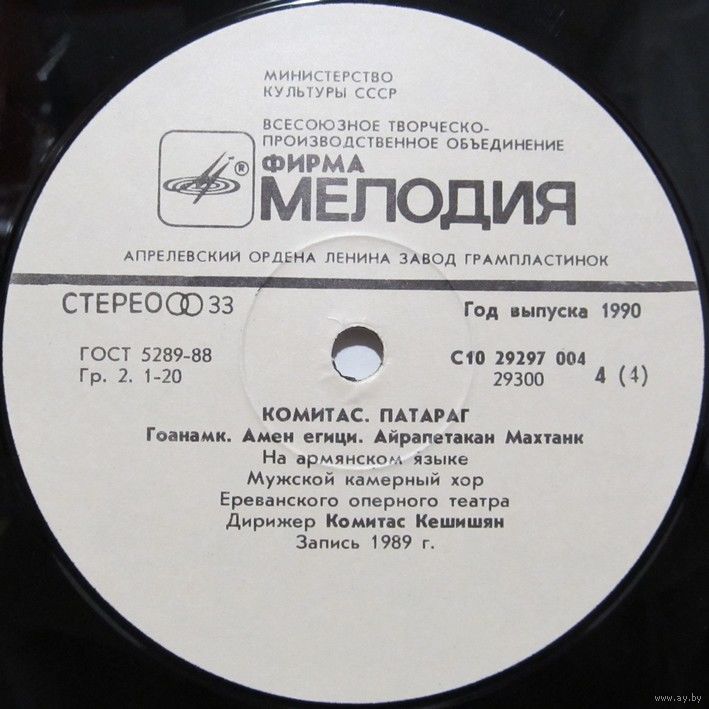 МИНИСТЕРСТВО
КУЛЬТУРЫ СССР
ВСЕСОЮЗНОЕ ТВОРЧЕСКО-
ПРОИЗВОДСТВЕННОЕ ОБЪЕДИНЕНИЕ
ФИРМА
®
МЕЛОДИЯ
АПРЕЛЕВСКИЙ ОРДЕНА ЛЕНИНА ЗАВОД ГРАМПЛАСТИНОК
СТЕРЕО 33
Год выпуска 1990
ГОСТ 5289-88
Гр. 2. 1-20
С10 29297 004
29300
4 (4)
КОМИТАС. ПАТАРАГ
Гоанамк. Амен егици. Айрапетакан Махтанк
На армянском языке
Мужской камерный хор
Ереванского оперного театра
Дирижер Комитас Кешишян
Запись 1989 г.
www.ay.by